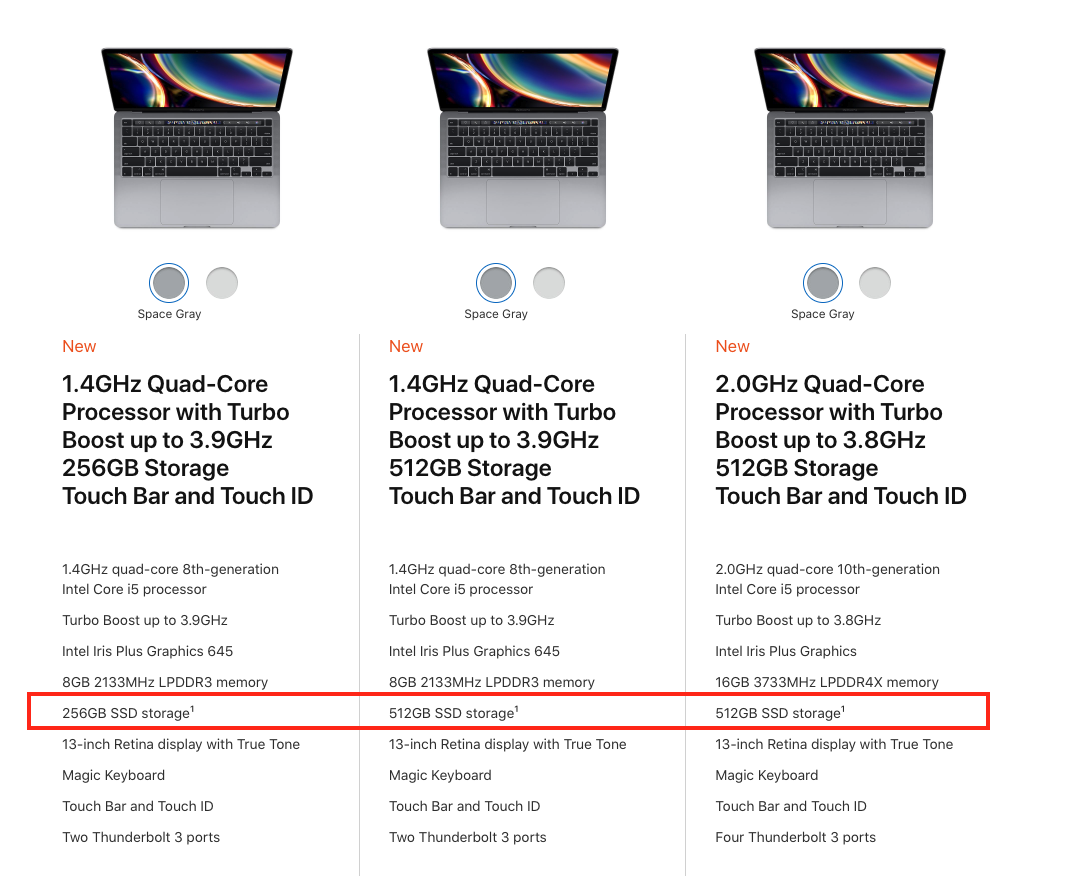 Space Gray
Space Gray
Space Gray
New
1.4GHz Quad-Core
Processor with Turbo
Boost up to 3.9GHz
256GB Storage
Touch Bar and Touch ID
1.4GHz quad-core 8th-generation
Intel Core i5 processor
Turbo Boost up to 3.9GHz
Intel Iris Plus Graphics 645
8GB 2133MHz LPDDR3 memory
256GB SSD storage¹
13-inch Retina display with True Tone
Magic Keyboard
Touch Bar and Touch ID
Two Thunderbolt 3 ports
New
1.4GHz Quad-Core
Processor with Turbo
Boost up to 3.9GHz
512GB Storage
Touch Bar and Touch ID
1.4GHz quad-core 8th-generation
Intel Core i5 processor
Turbo Boost up to 3.9GHz
Intel Iris Plus Graphics 645
8GB 2133MHz LPDDR3 memory
512GB SSD storage¹
13-inch Retina display with True Tone
Magic Keyboard
Touch Bar and Touch ID
Two Thunderbolt 3 ports
New
2.0GHz Quad-Core
Processor with Turbo
Boost up to 3.8GHz
512GB Storage
Touch Bar and Touch ID
2.0GHz quad-core 10th-generation
Intel Core i5 processor
Turbo Boost up to 3.8GHz
Intel Iris Plus Graphics
16GB 3733MHz LPDDR4X memory
512GB SSD storage¹
13-inch Retina display with True Tone
Magic Keyboard
Touch Bar and Touch ID
Four Thunderbolt 3 ports